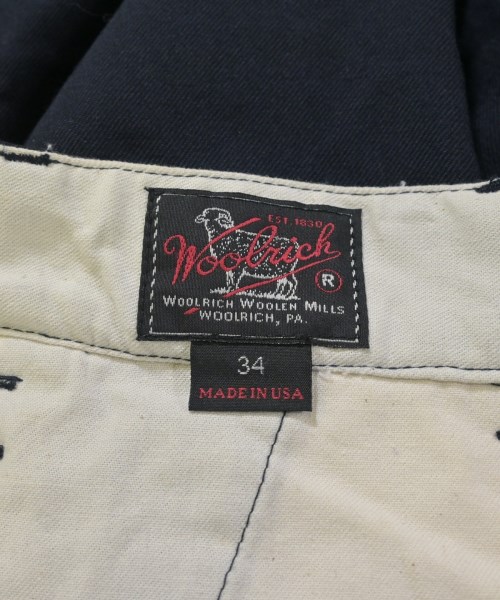 EST. 1830
Woolrich
R
WOOLRICH WOOLEN MILLS
WOOLRICH, PA.
34
MADE IN USA